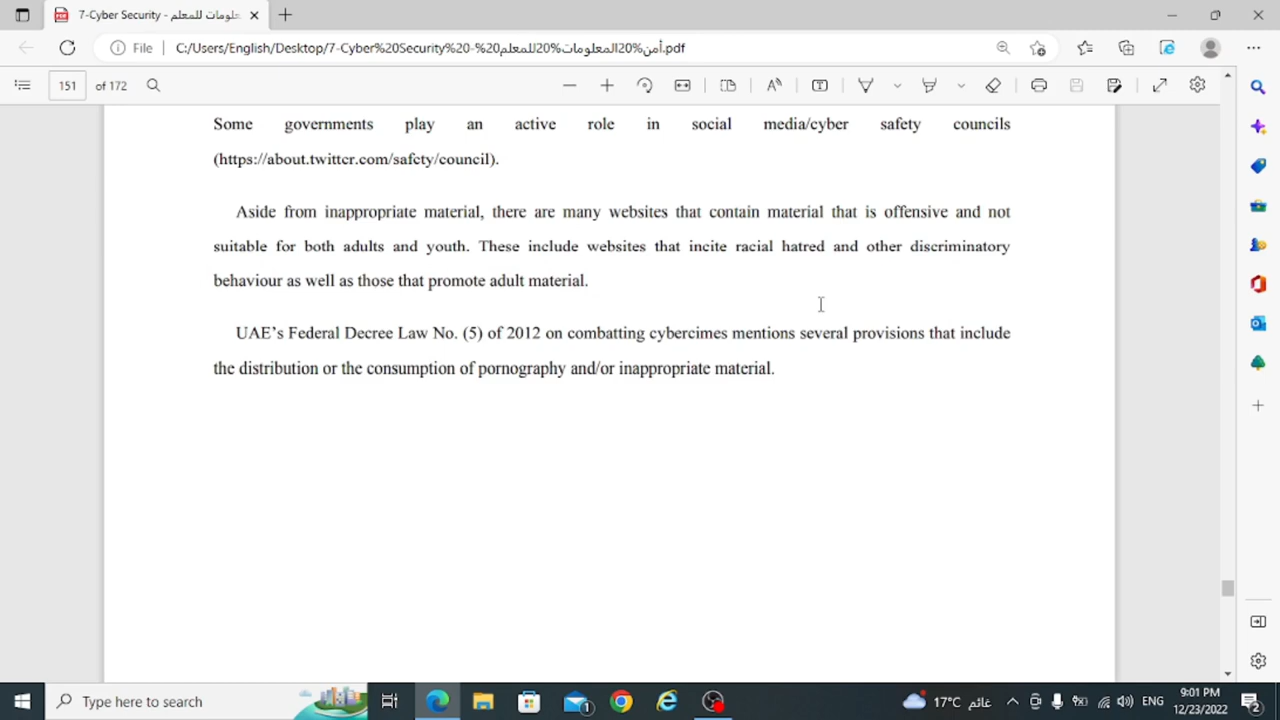 7-Cyber Security - معلومات للمعلم
File
C:/Users/English/Desktop/7-Cyber%20Security%20-%20أمن%20المعلومات%20للمعلم.pdf
151
of 172
Some governments play an active role in social media/cyber safety councils
(https://about.twitter.com/safety/council).
Aside from inappropriate material, there are many websites that contain material that is offensive and not
suitable for both adults and youth. These include websites that incite racial hatred and other discriminatory
behaviour as well as those that promote adult material.
UAE's Federal Decree Law No. (5) of 2012 on combatting cybercimes mentions several provisions that include
the distribution or the consumption of pornography and/or inappropriate material.
Type here to search
1
17°C غائم
ENG
9:01 PM
12/23/2022
2